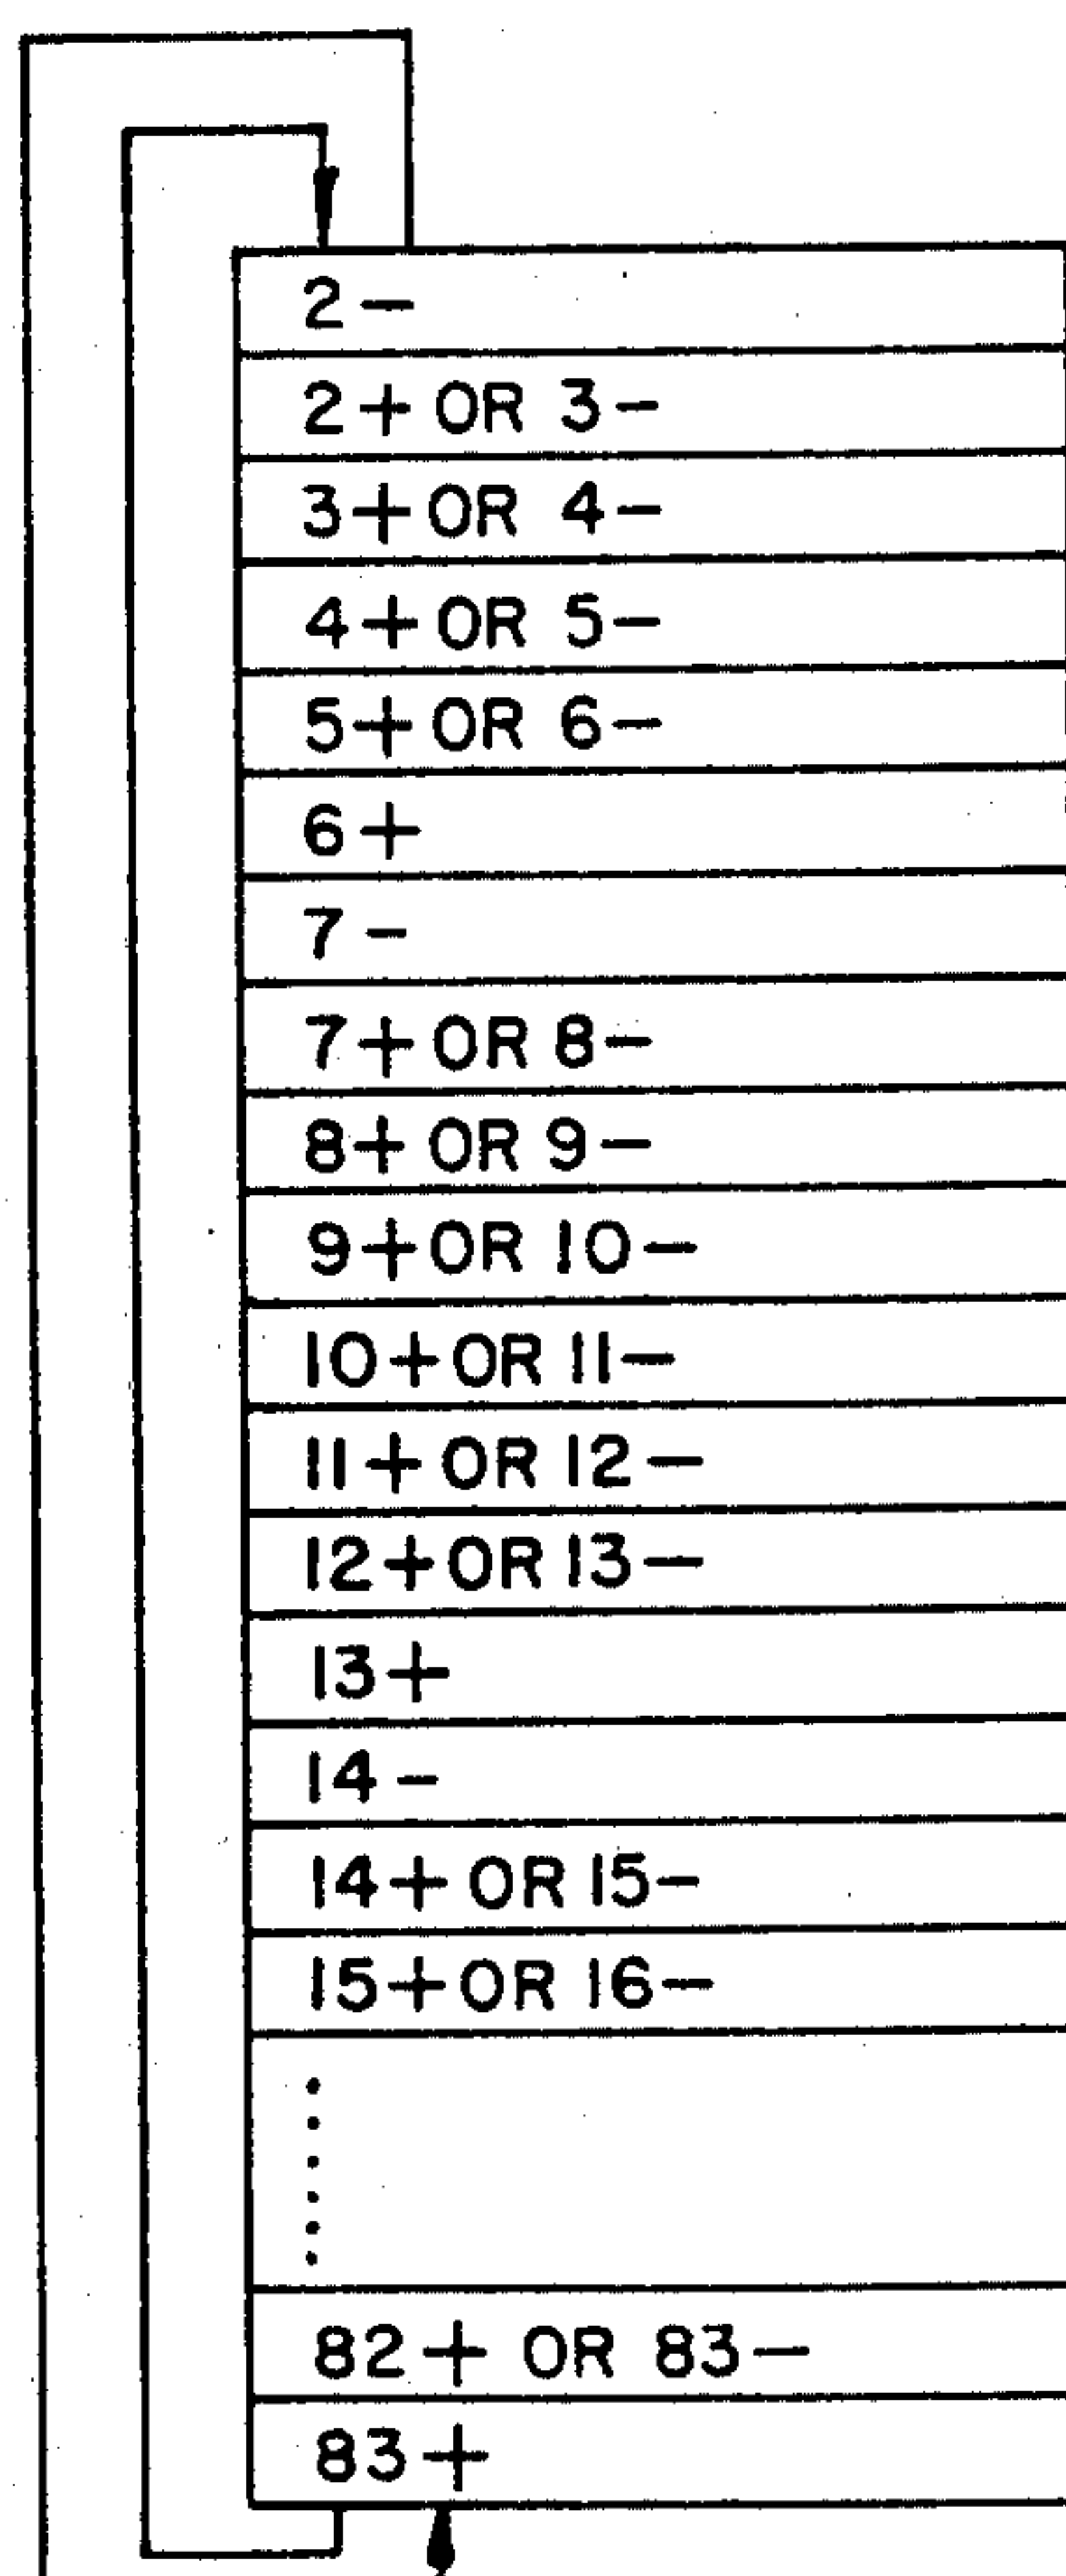 2-
2+ OR 3-
3+ OR 4-
4+ OR 5-
5+ OR 6-
6+
7-
7+ OR 8-
8+ OR 9-
9+ OR 10-
10+ OR 11-
11+ OR 12-
12+ OR 13-
13+
14-
14+ OR 15-
15+ OR 16-
82+ OR 83-
83+